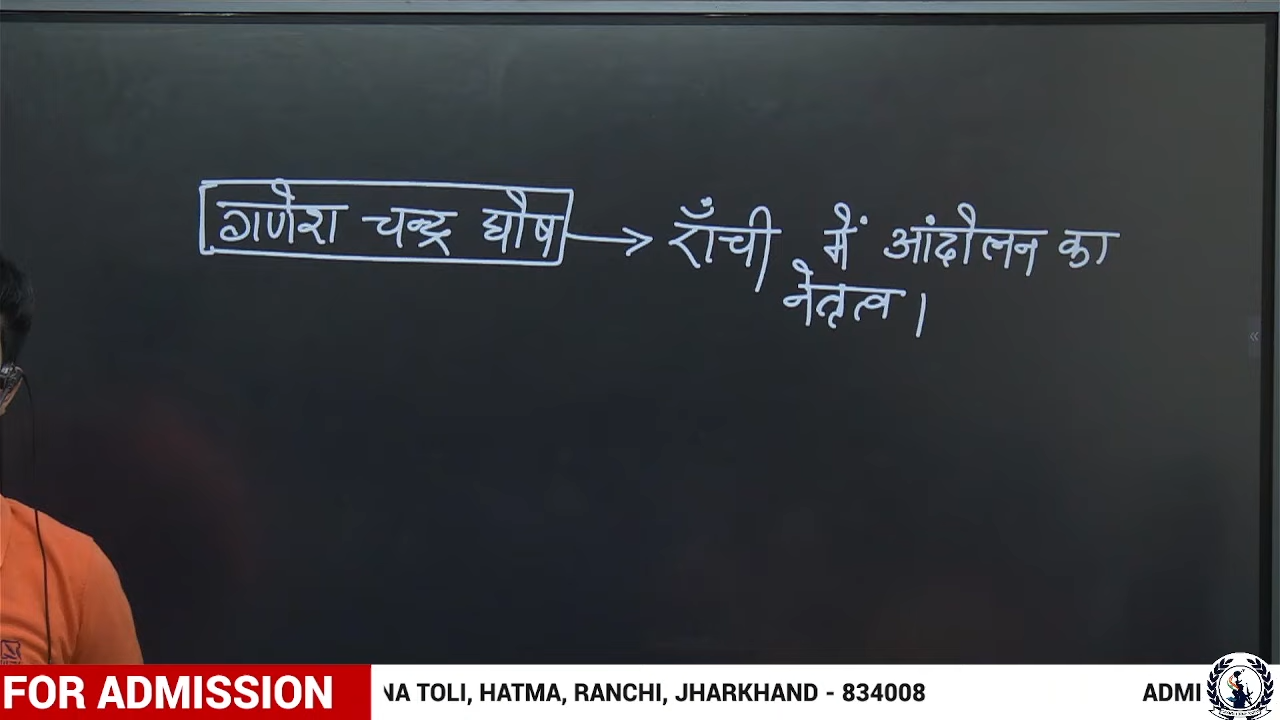 गणेश चन्द्र घोष → राँची में आंदोलन का
नेतृत्व।
FOR ADMISSION NA TOLI, HATMA, RANCHI, JHARKHAND - 834008 ADMI